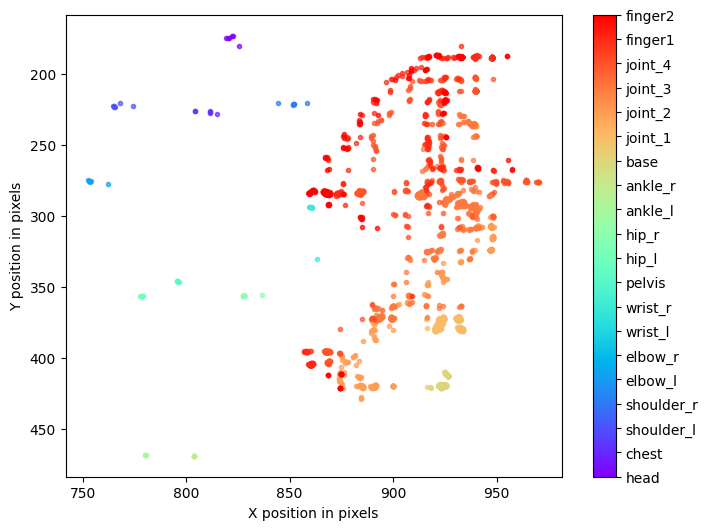 200
250
300
350
400
450
Y position in pixels
750
800
850
900
950
X position in pixels
finger2
finger1
joint_4
joint_3
joint_2
joint_1
base
ankle_r
ankle_l
hip_r
hip_l
pelvis
wrist_r
wrist_l
elbow_r
elbow_l
shoulder_r
shoulder_l
chest
head